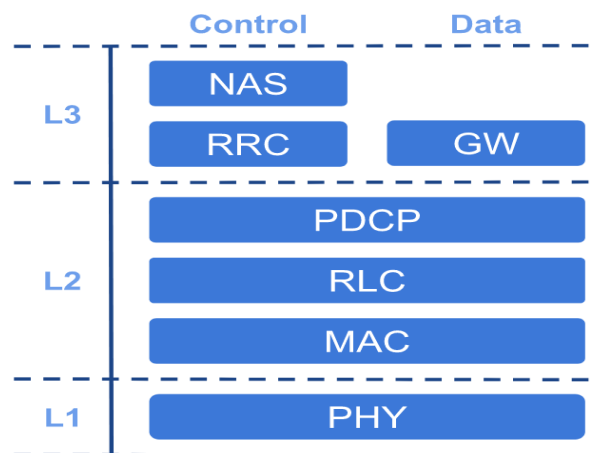 Control Data
NAS
L3
RRC GW
PDCP
L2 RLC
MAC
L1 PHY